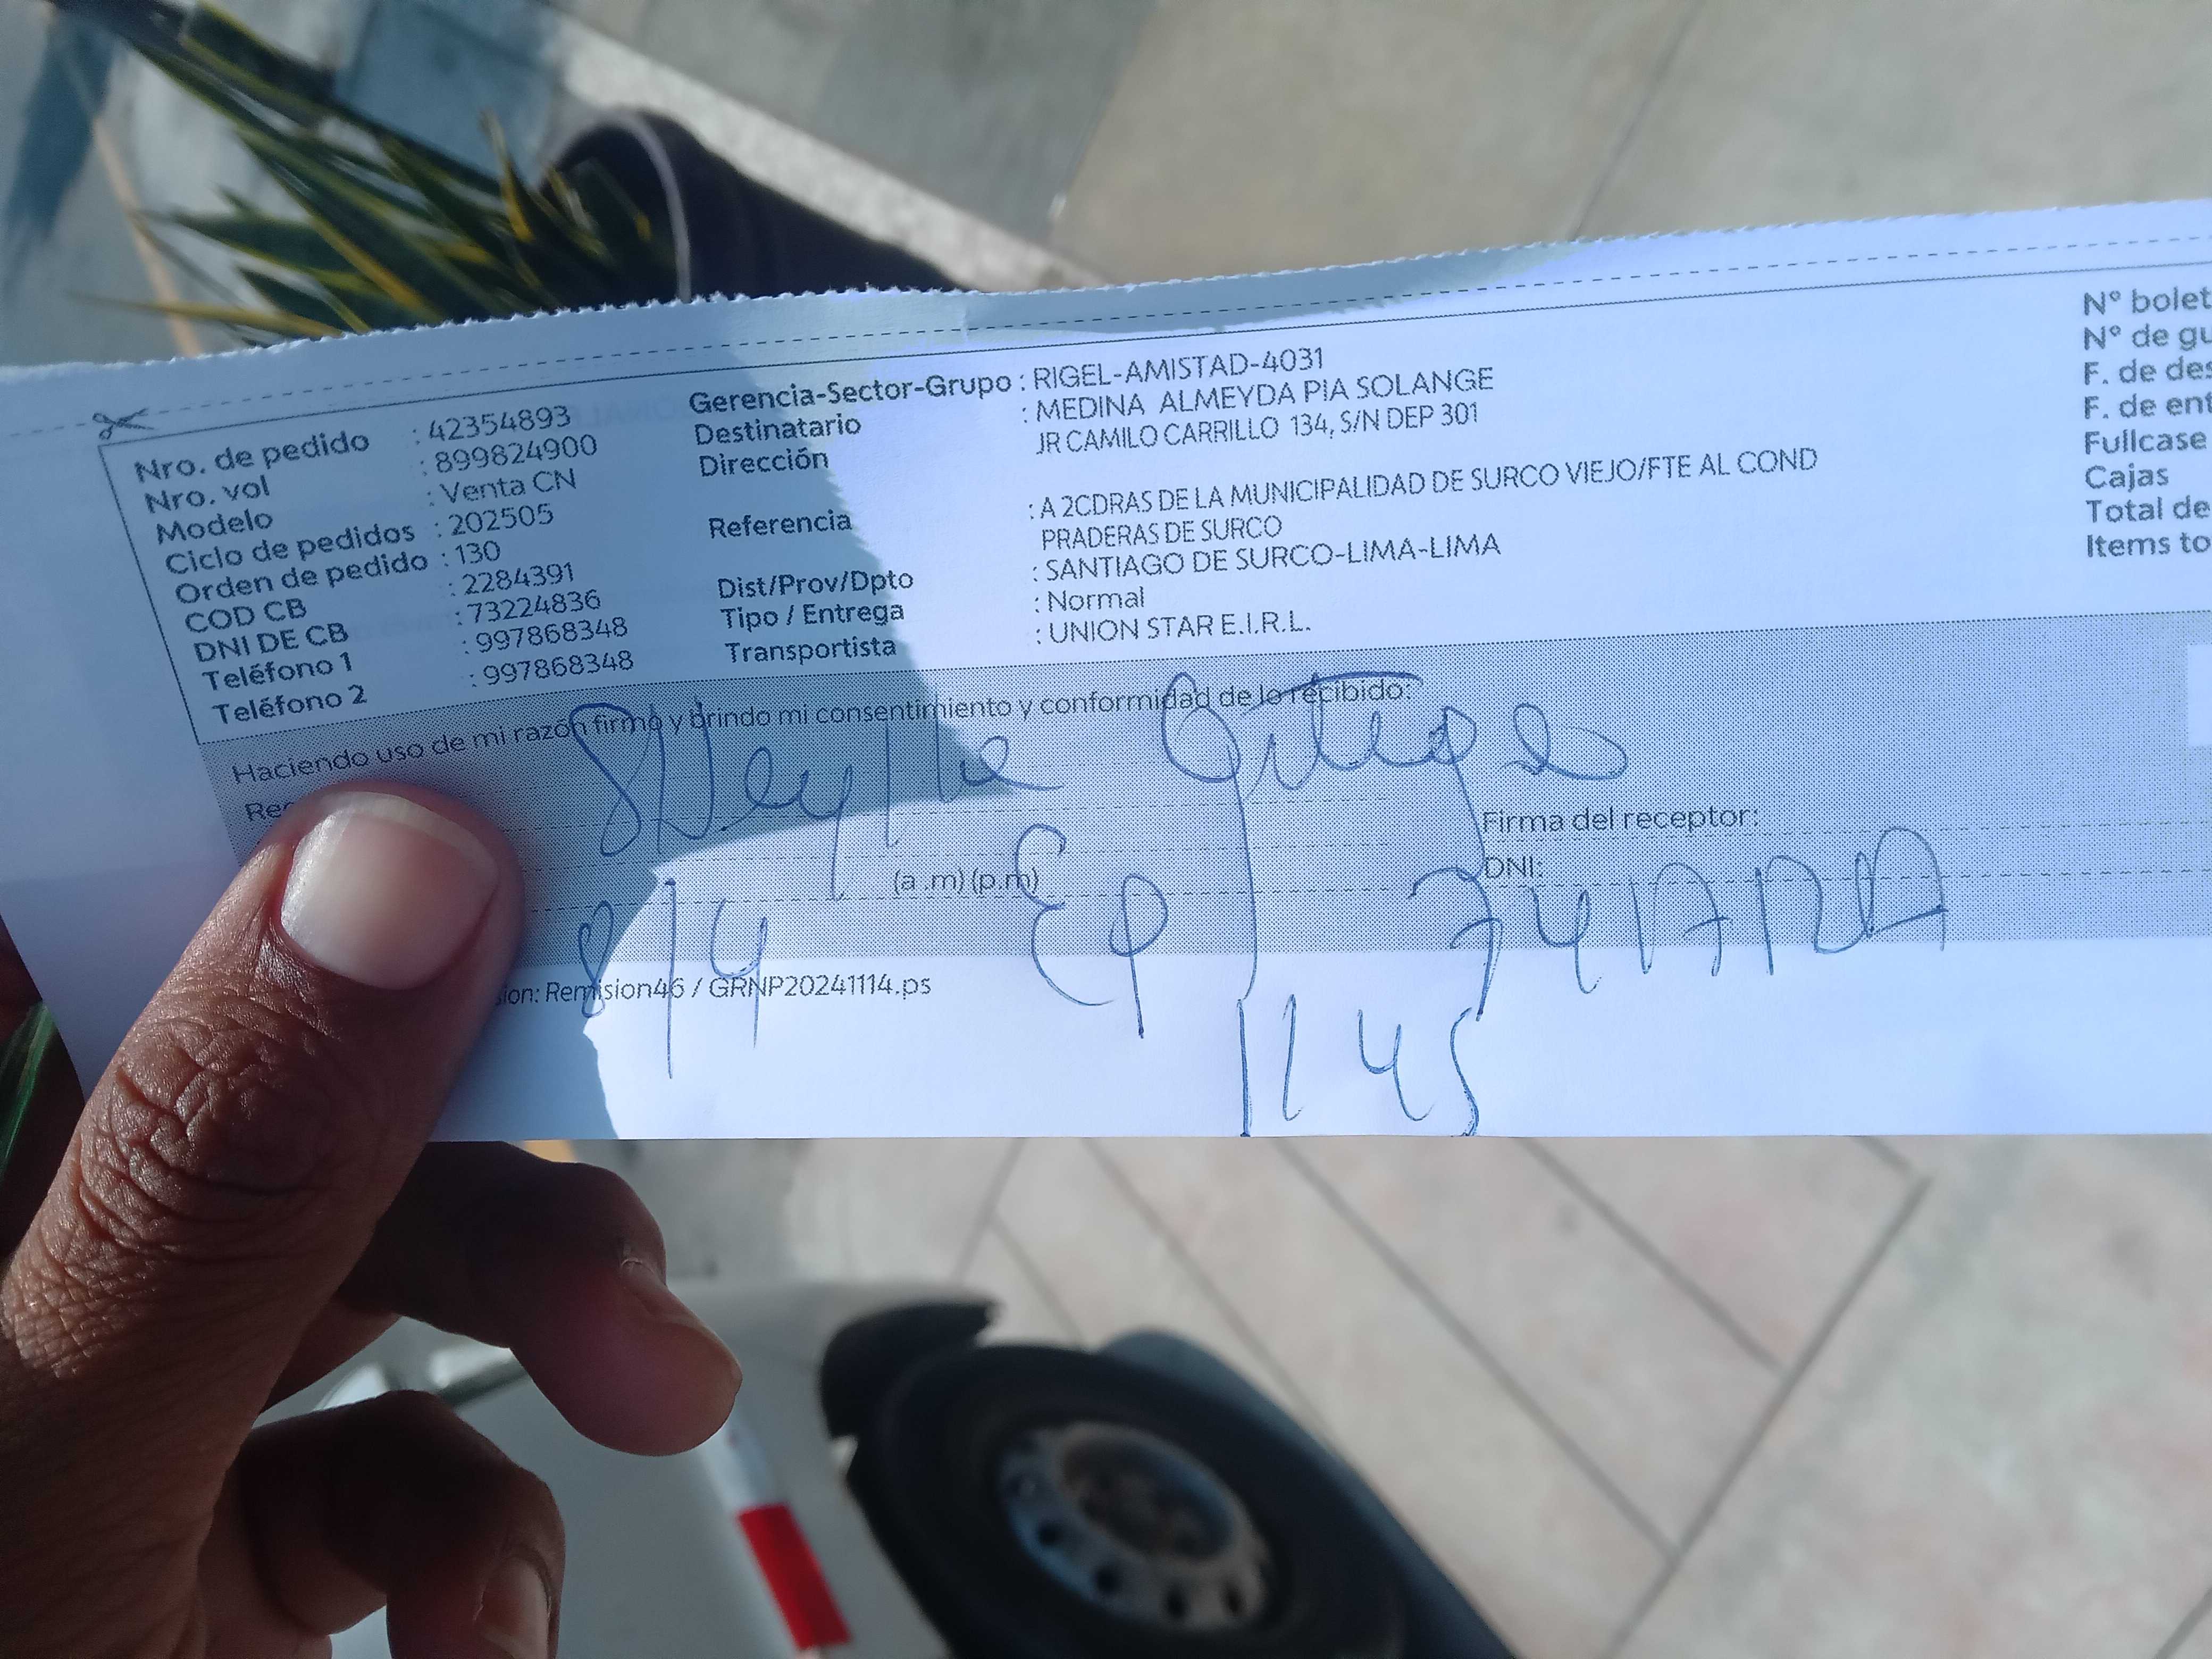 Nro. de pedido : 42354893
Nro. vol : 899824900
Modelo : Venta CN
Ciclo de pedidos : 202505
Orden de pedido : 130
COD CB : 2284391
DNI DE CB : 73224836
Teléfono 1 : 997868348
Teléfono 2 : 997868348
Gerencia-Sector-Grupo : RIGEL-AMISTAD-4031
Destinatario : MEDINA ALMEYDA PIA SOLANGE
Dirección JR CAMILO CARRILLO 134, S/N DEP 301
Referencia : A 2CDRAS DE LA MUNICIPALIDAD DE SURCO VIEJO/FTE AL COND
PRADERAS DE SURCO
Dist/Prov/Dpto : SANTIAGO DE SURCO-LIMA-LIMA
Tipo / Entrega : Normal
Transportista : UNION STAR E.I.R.L.
Nº bolet
Nº de gu
F. de des
F. de ent
Fullcase
Cajas
Total de
Items to
Haciendo uso de mi razón firmo y brindo mi consentimiento y conformidad de lo recibido:
Rec
Firma del receptor:
(a .m) (p.m)
DNI:
8/4
sion: Remision46 / GRNP20241114.ps
11 45